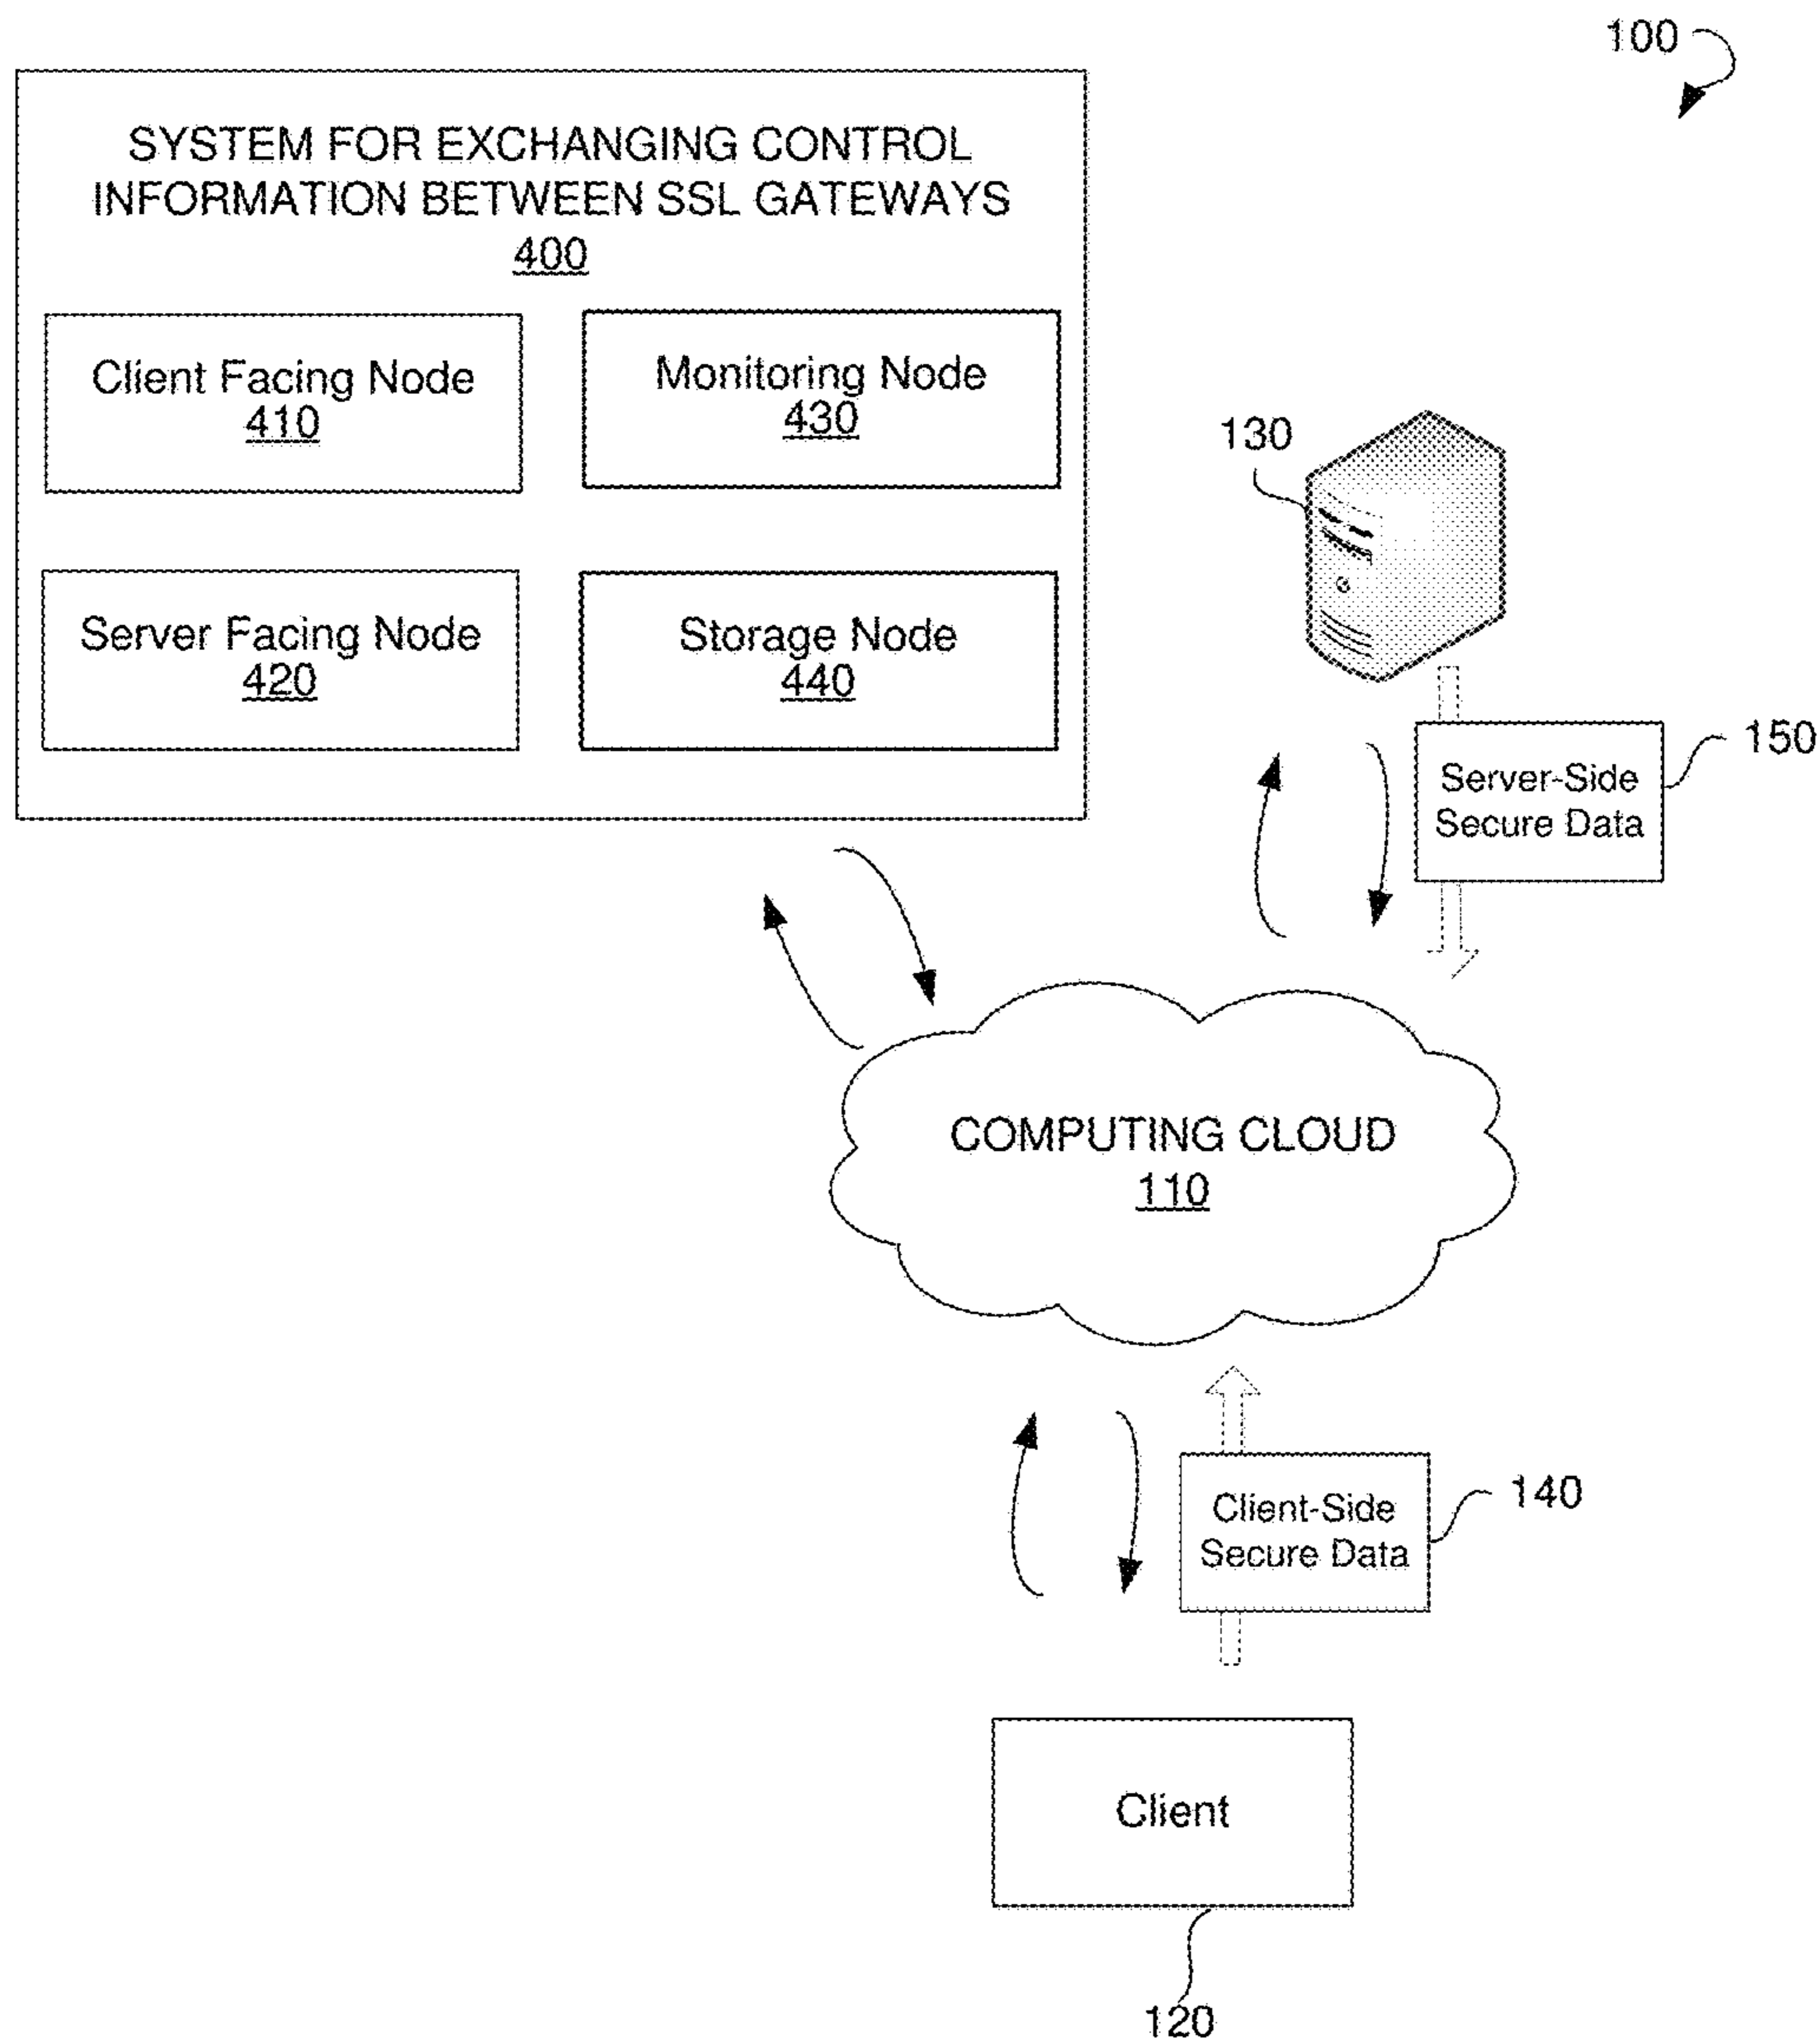 100
SYSTEM FOR EXCHANGING CONTROL
INFORMATION BETWEEN SSL GATEWAYS
400
Client Facing Node
410
Monitoring Node
430
Server Facing Node
420
Storage Node
440
130
150
Server-Side
Secure Data
COMPUTING CLOUD
110
Client-Side
Secure Data
140
Client
120